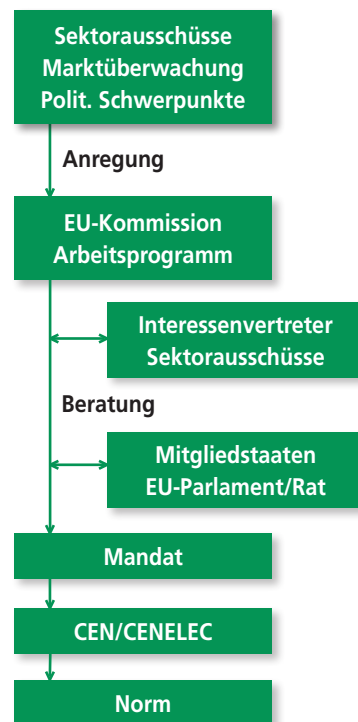 Sektorausschüsse
Marktüberwachung
Polit. Schwerpunkte
Anregung
EU-Kommission
Arbeitsprogramm
Interessenvertreter
Sektorausschüsse
Beratung
Mitgliedstaaten
EU-Parlament/Rat
Mandat
CEN/CENELEC
Norm